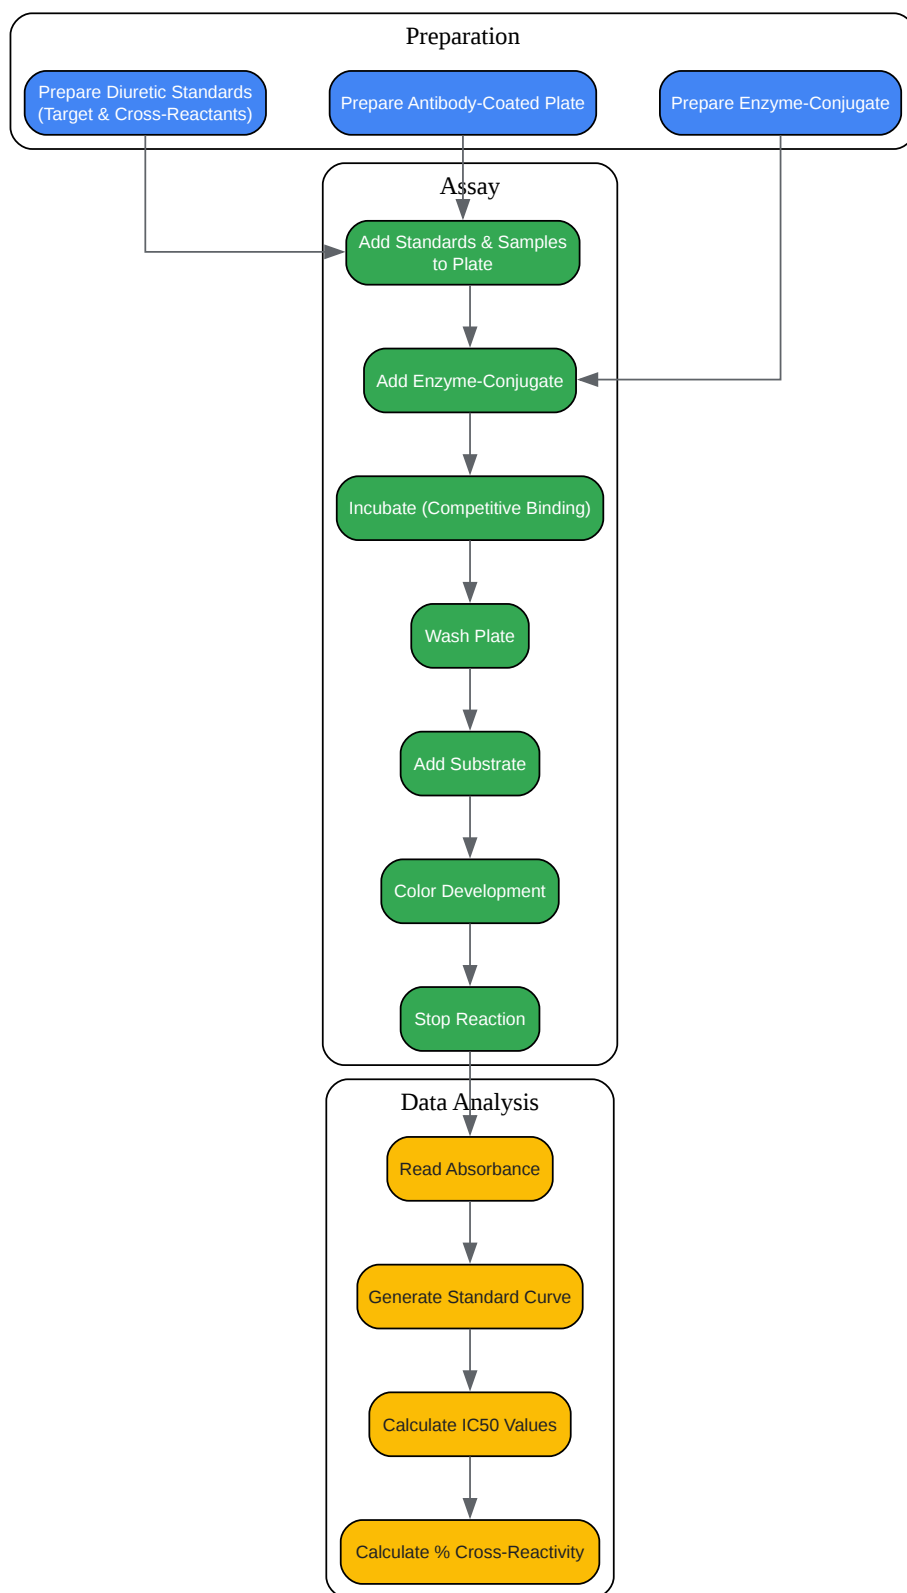 Preparation
Prepare Diuretic Standards
(Target & Cross-Reactants)
Prepare Antibody-Coated Plate
Prepare Enzyme-Conjugate
Assay
Add Standards & Samples
to Plate
Add Enzyme-Conjugate
Incubate (Competitive Binding)
Wash Plate
Add Substrate
Color Development
Stop Reaction
Data Analysis
Read Absorbance
Generate Standard Curve
Calculate IC50 Values
Calculate % Cross-Reactivity